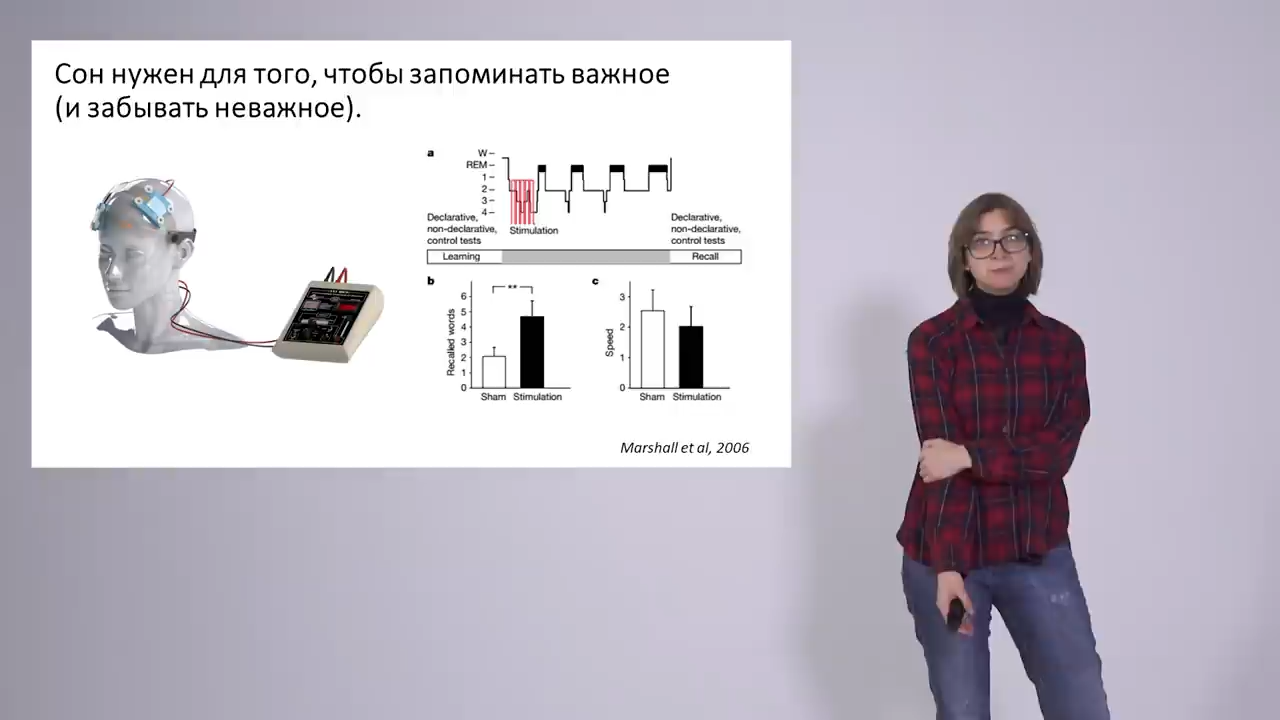 Сон нужен для того, чтобы запоминать важное
(и забывать неважное).
a
W
REM
1
2
3
4
Declarative,
non-declarative,
control tests
Stimulation
Declarative,
non-declarative,
control tests
Learning
Recall
b
**
6
5
4
3
2
1
0
Recalled words
Sham Stimulation
c
3
2
1
0
Speed
Sham Stimulation
Marshall et al, 2006